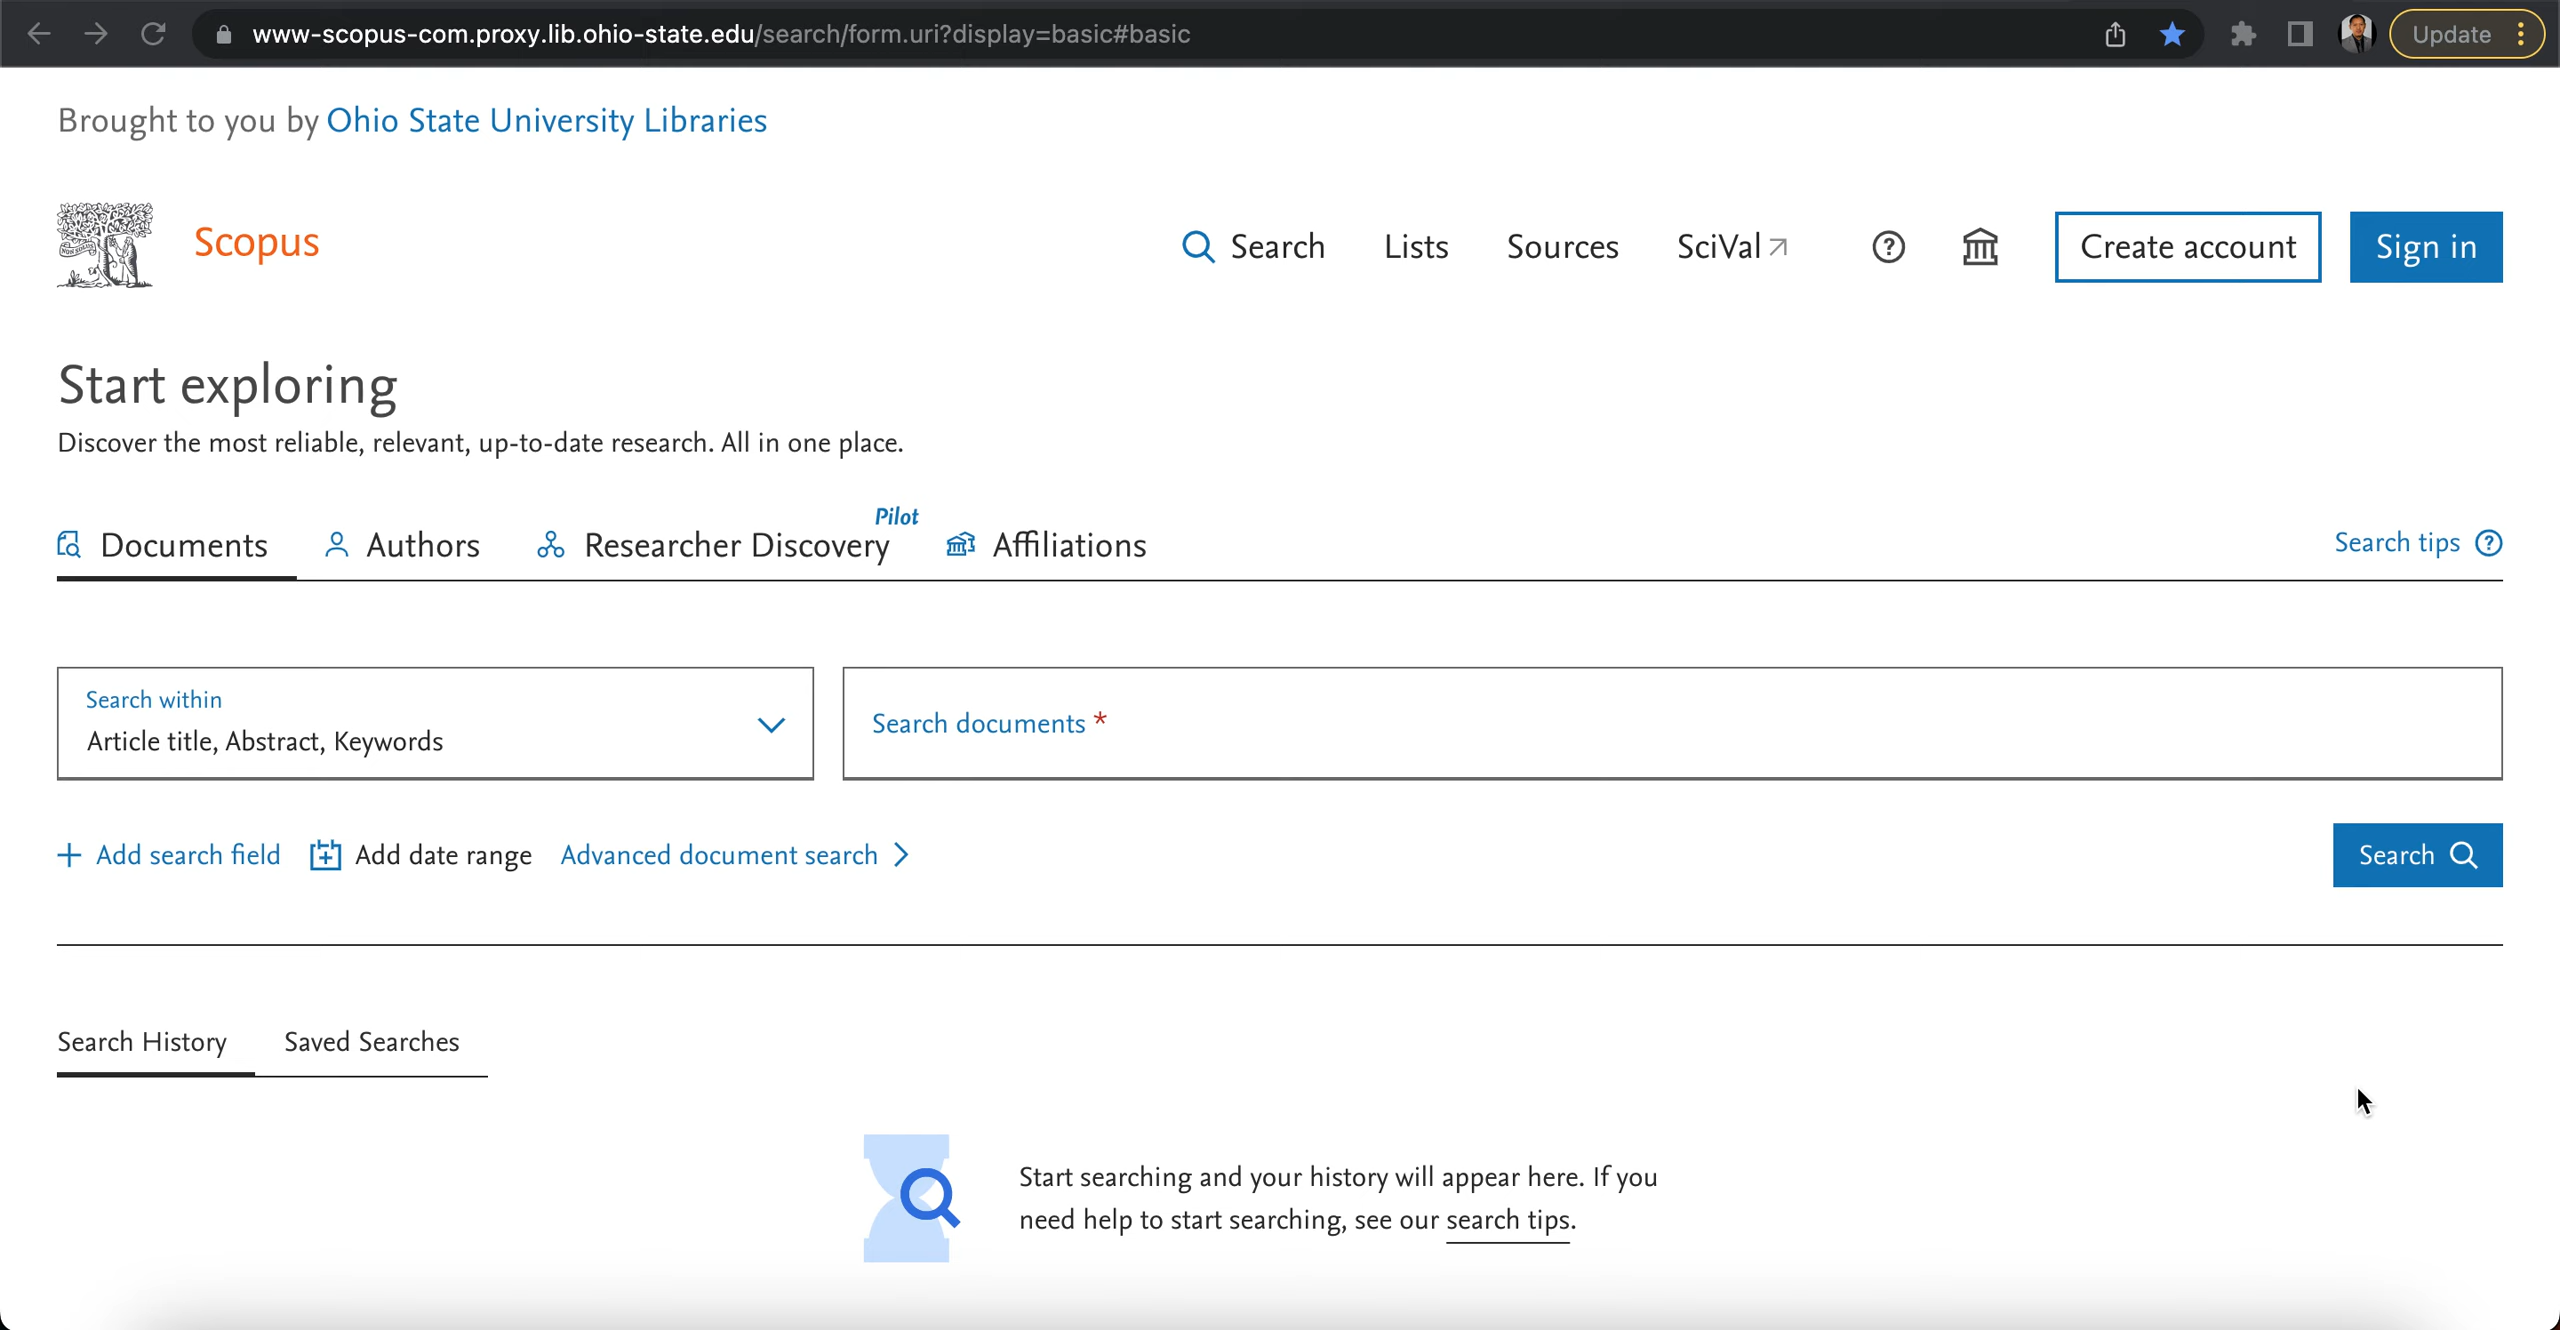 www-scopus-com.proxy.lib.ohio-state.edu/search/form.uri?display=basic#basic
Update
Brought to you by Ohio State University Libraries
Scopus
Search
Lists
Sources
SciVal
Create account
Sign in
Start exploring
Discover the most reliable, relevant, up-to-date research. All in one place.
Documents
Authors
Researcher Discovery
Pilot
Affiliations
Search tips
Search within
Article title, Abstract, Keywords
Search documents *
Add search field
Add date range
Advanced document search
Search
Search History
Saved Searches
Start searching and your history will appear here. If you
need help to start searching, see our search tips.